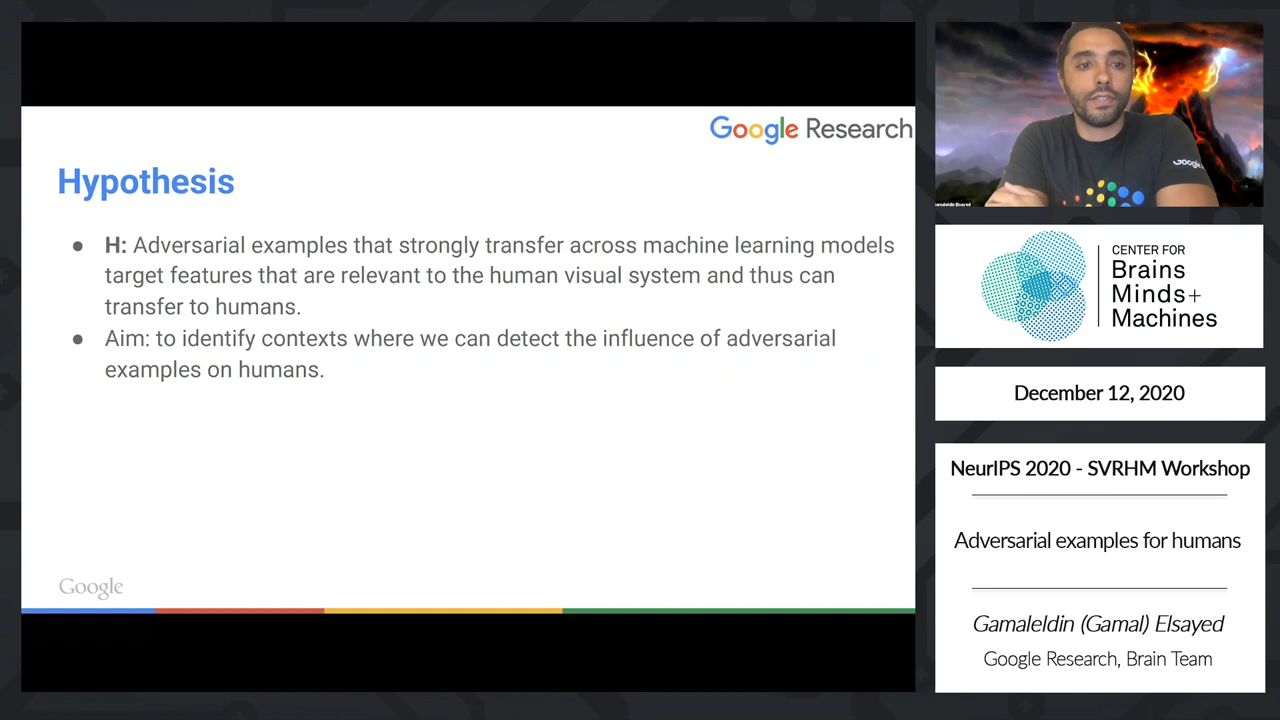 Google Research
Hypothesis
● H: Adversarial examples that strongly transfer across machine learning models
target features that are relevant to the human visual system and thus can
transfer to humans.
● Aim: to identify contexts where we can detect the influence of adversarial
examples on humans.
Google
Google
Gamaleldin Elsayed
CENTER FOR
Brains
Minds+
Machines
December 12, 2020
NeurIPS 2020 - SVRHM Workshop
Adversarial examples for humans
Gamaleldin (Gamal) Elsayed
Google Research, Brain Team